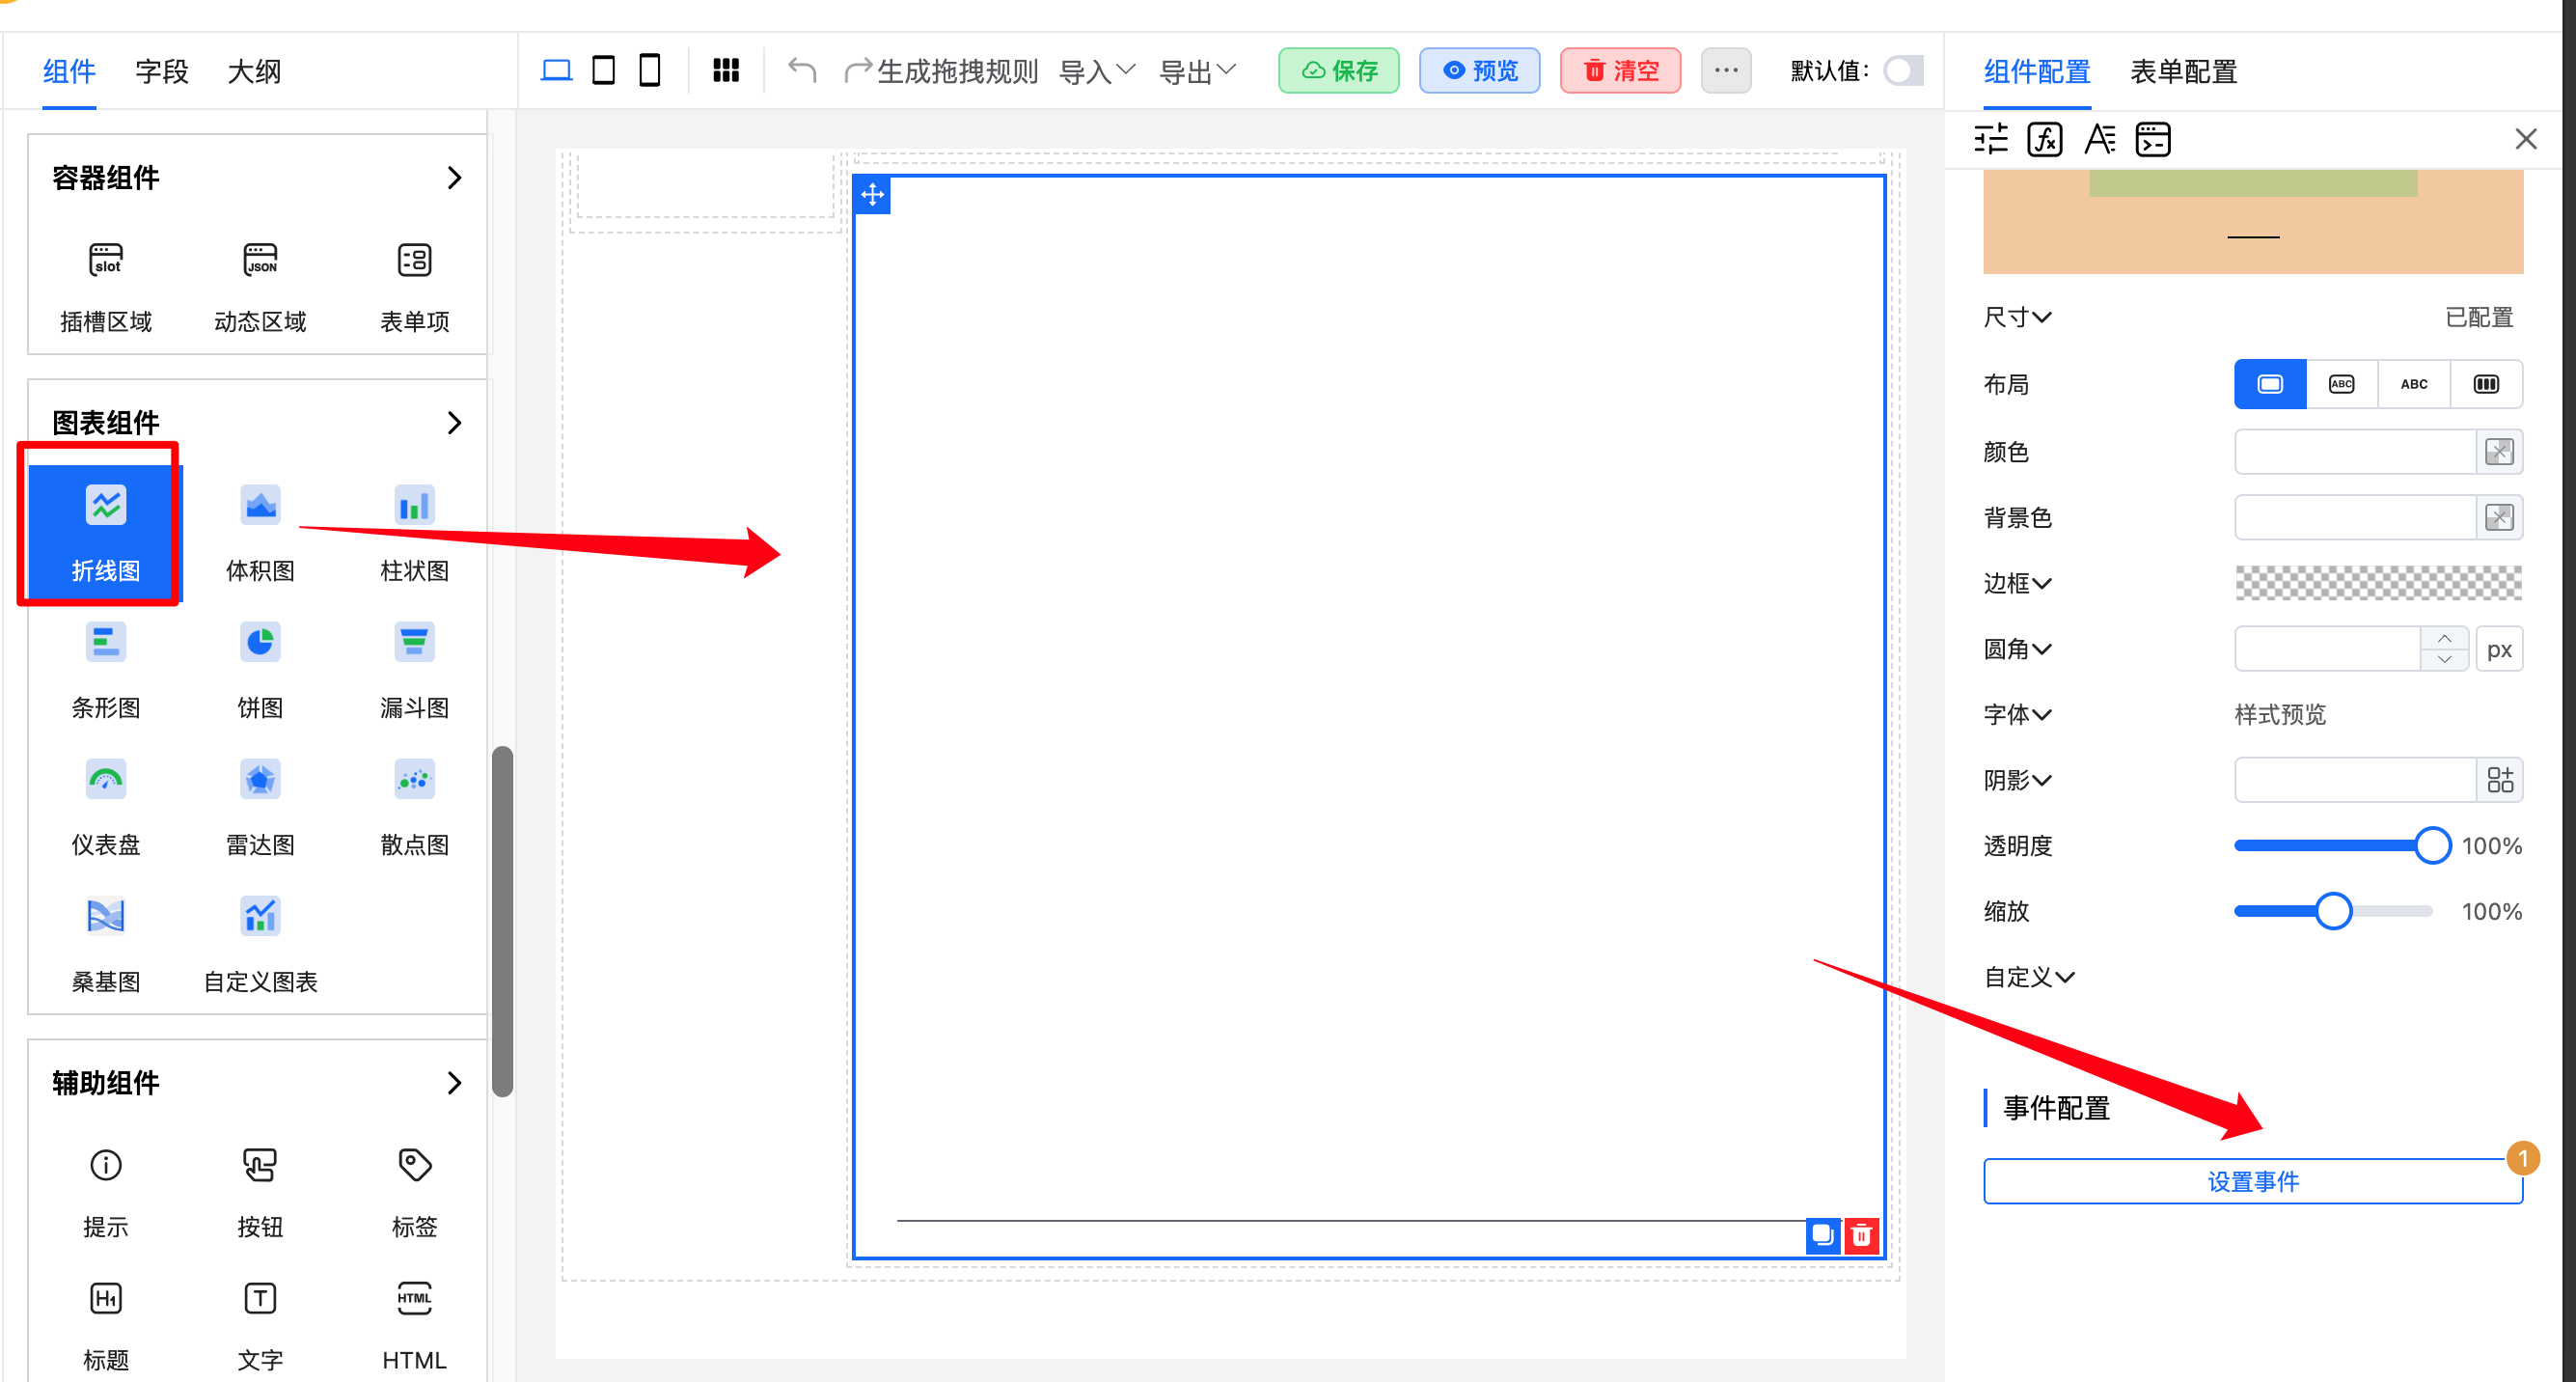 组件 字段 大纲
生成拖拽规则 导入 导出 保存 预览 清空 默认值：
组件配置 表单配置
容器组件
slot JSON
插槽区域 动态区域 表单项
图表组件
折线图 体积图 柱状图
条形图 饼图 漏斗图
仪表盘 雷达图 散点图
桑基图 自定义图表
辅助组件
提示 按钮 标签
H1 T HTML
标题 文字 HTML
fx
尺寸 已配置
布局 ABC ABC
颜色
背景色
边框
圆角 px
字体 样式预览
阴影
透明度 100%
缩放 100%
自定义
事件配置
1
设置事件